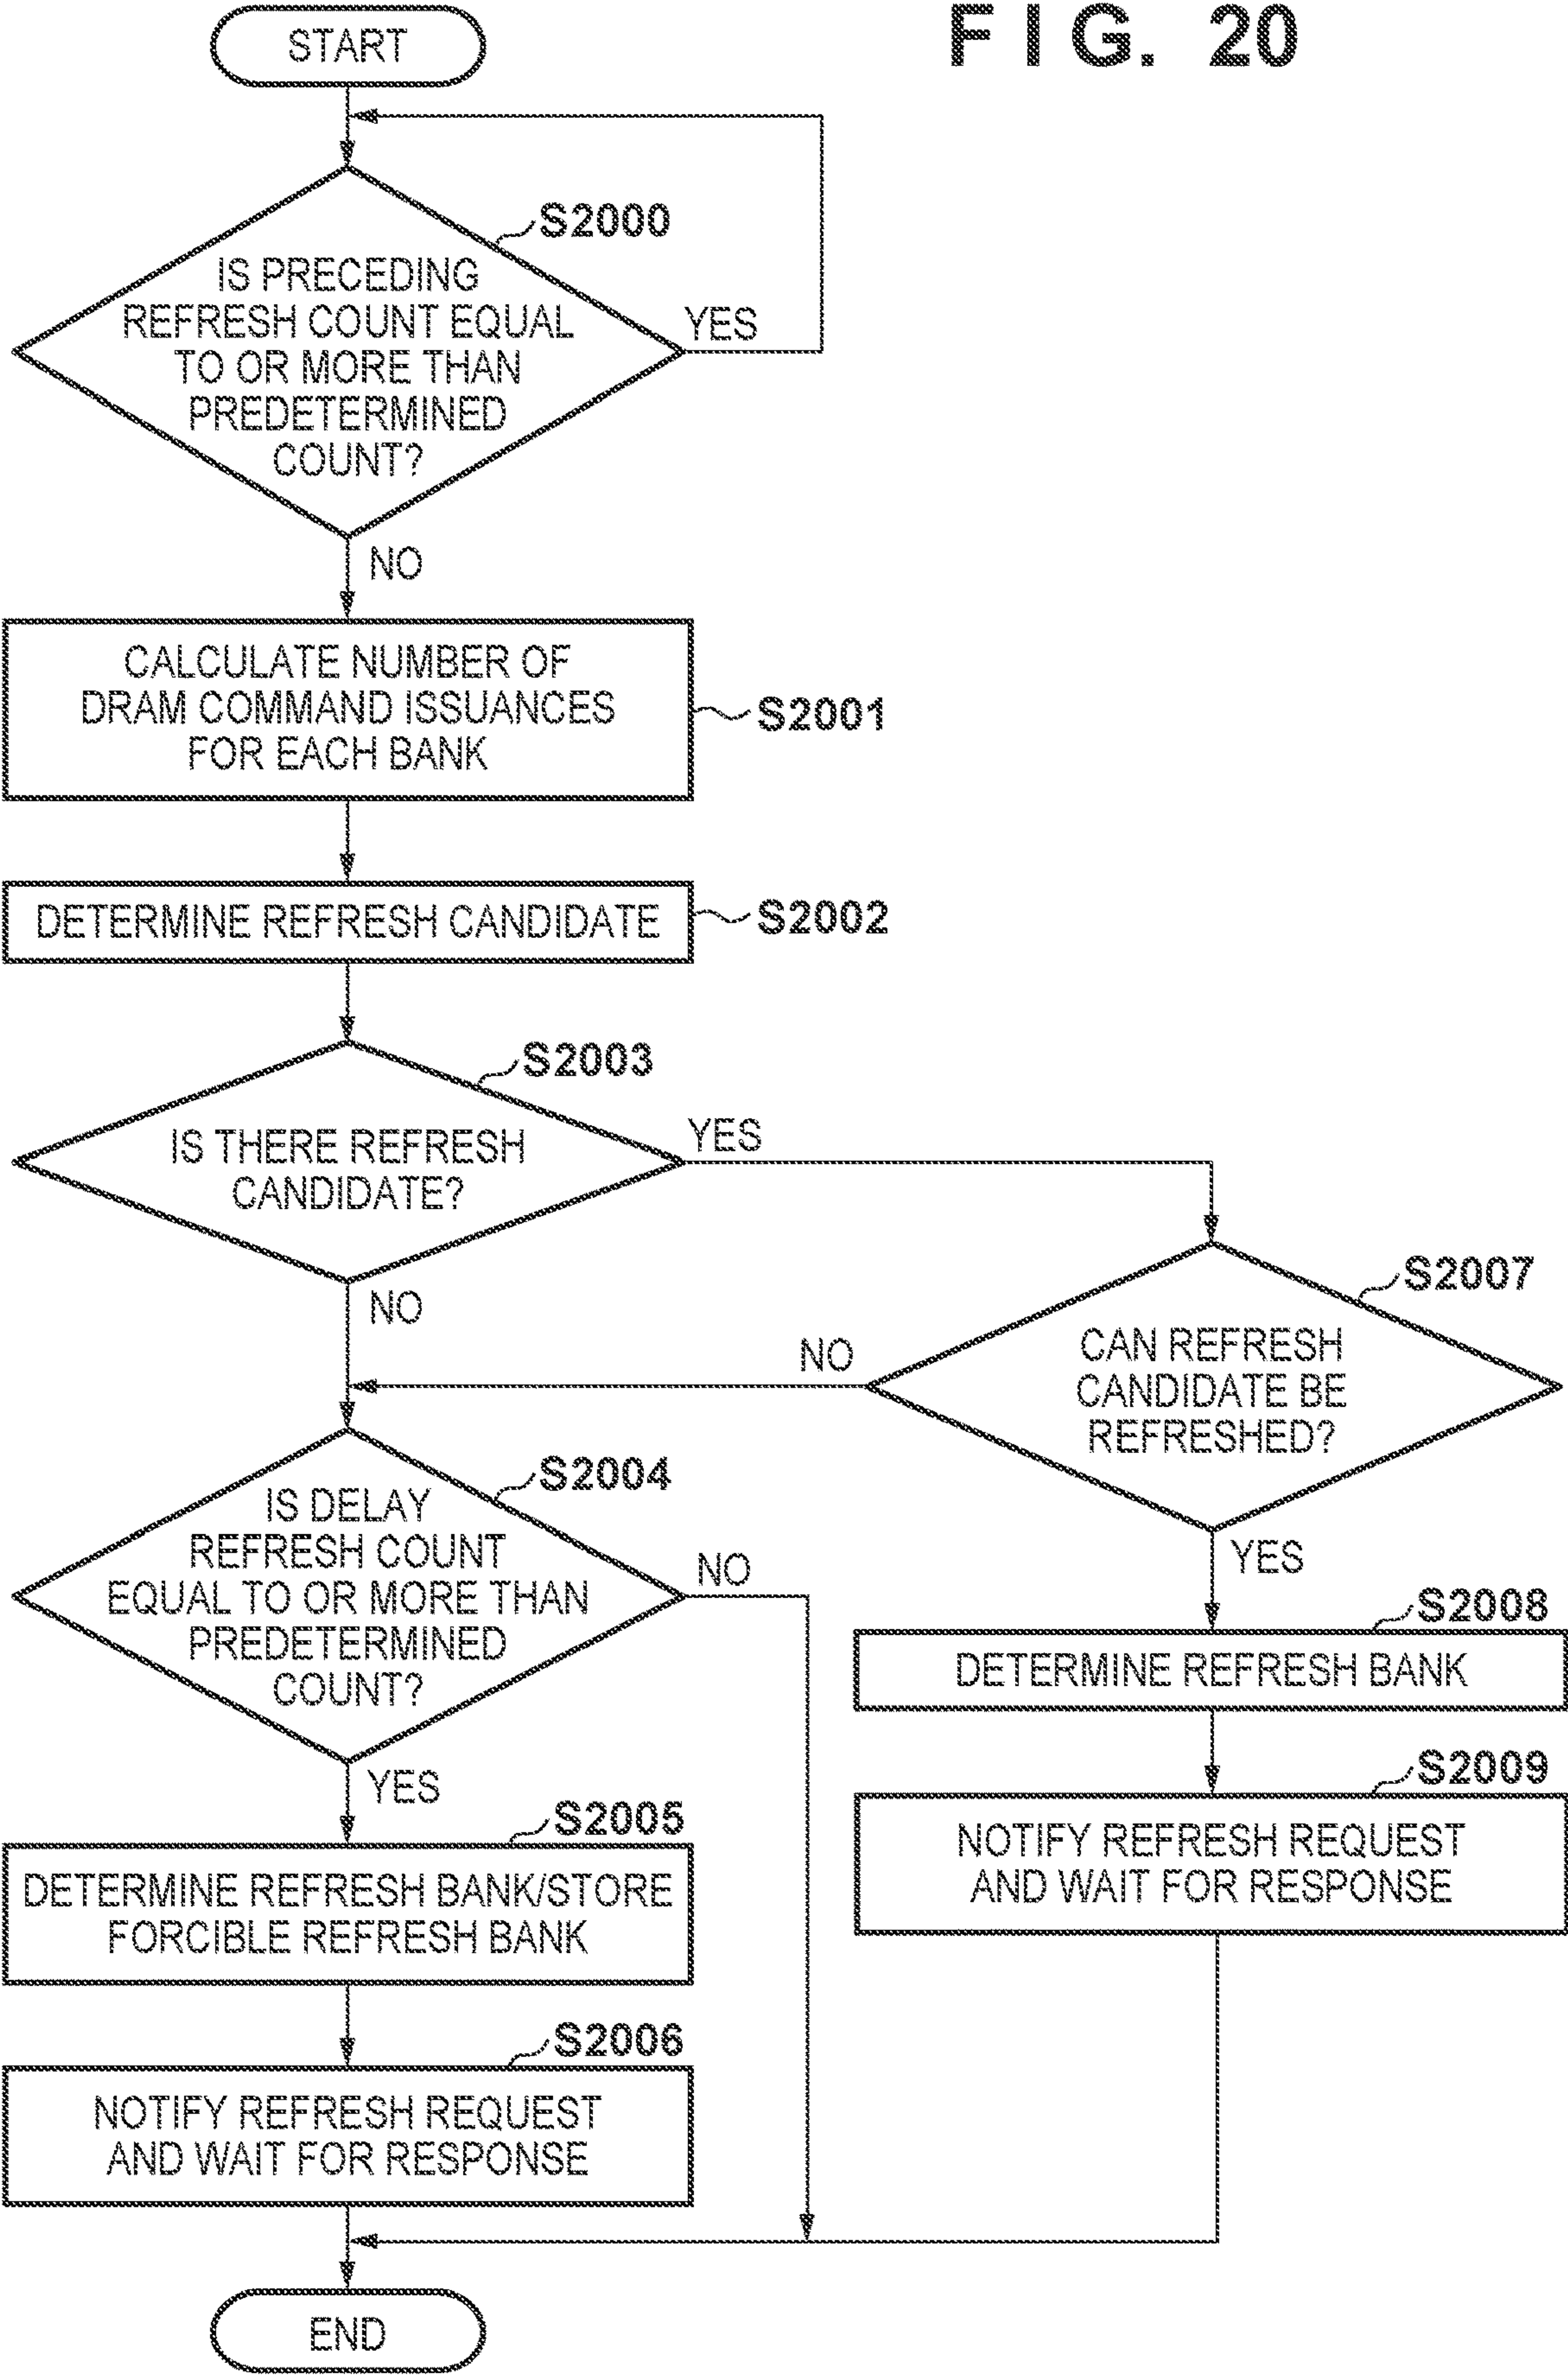 FIG. 20
START
S2000
IS PRECEDING
REFRESH COUNT EQUAL
TO OR MORE THAN
PREDETERMINED
COUNT?
YES
NO
CALCULATE NUMBER OF
DRAM COMMAND ISSUANCES
FOR EACH BANK
S2001
DETERMINE REFRESH CANDIDATE
S2002
S2003
IS THERE REFRESH
CANDIDATE?
YES
NO
S2007
CAN REFRESH
CANDIDATE BE
REFRESHED?
NO
YES
S2004
IS DELAY
REFRESH COUNT
EQUAL TO OR MORE THAN
PREDETERMINED
COUNT?
NO
YES
S2008
DETERMINE REFRESH BANK
S2009
NOTIFY REFRESH REQUEST
AND WAIT FOR RESPONSE
S2005
DETERMINE REFRESH BANK/STORE
FORCIBLE REFRESH BANK
S2006
NOTIFY REFRESH REQUEST
AND WAIT FOR RESPONSE
END